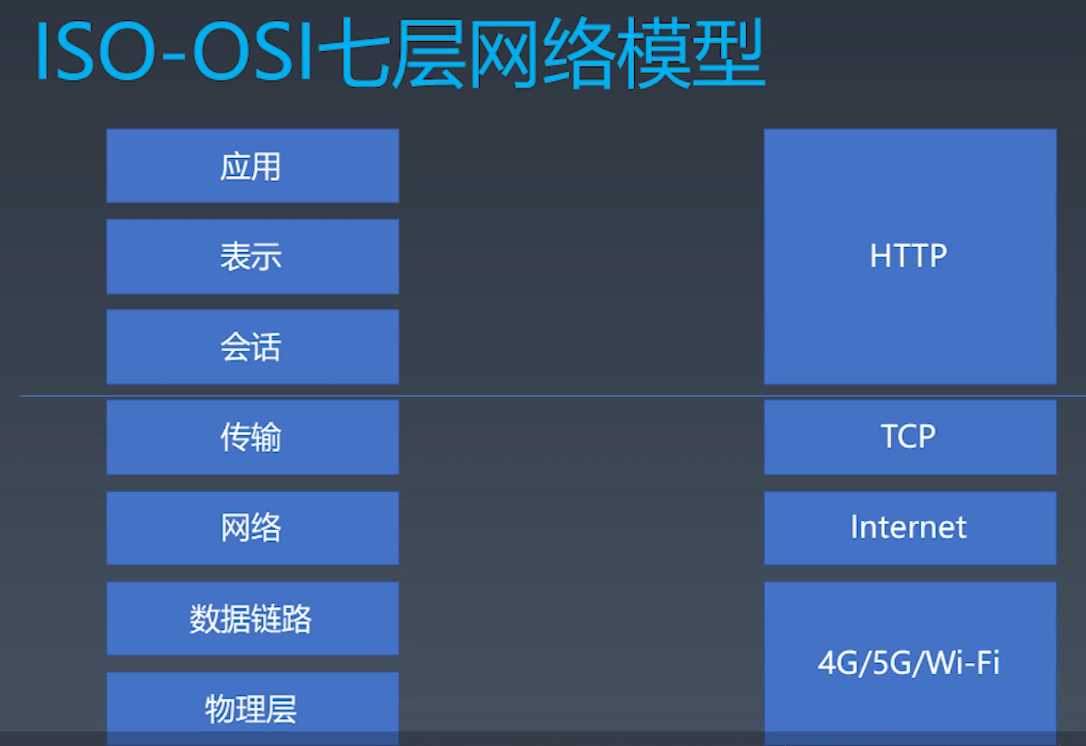 ISO-OSI七层网络模型
应用
表示
会话
传输
网络
数据链路
物理层
HTTP
TCP
Internet
4G/5G/Wi-Fi